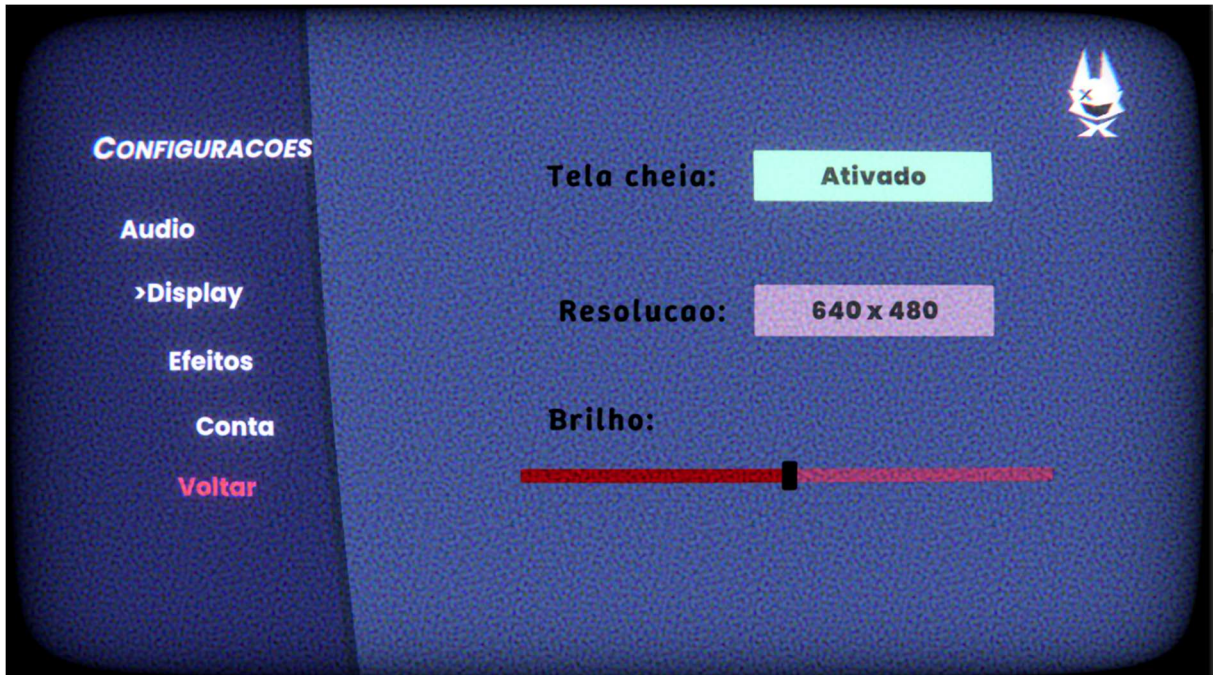 CONFIGURACOES
Audio
>Display
Efeitos
Conta
Voltar
Tela cheia: Ativado
Resolucao: 640 x 480
Brilho: